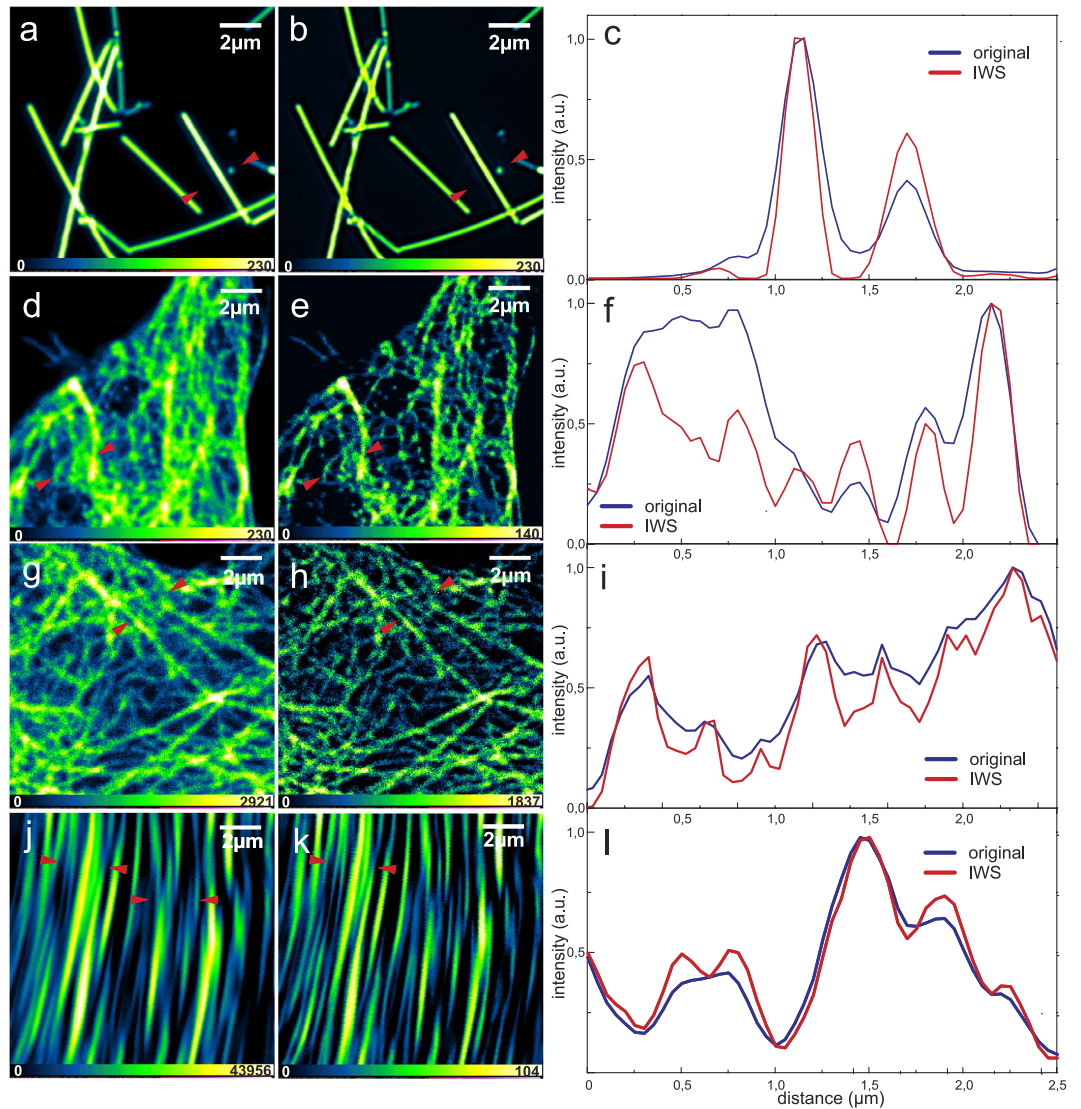 a
2μm
0
230
b
2μm
0
230
c
1,0
0,5
0,0
intensity (a.u.)
original
IWS
0,5
1,0
1,5
2,0
d
2μm
0
230
e
2μm
0
140
f
1,0
0,5
0,0
intensity (a.u.)
original
IWS
0,5
1,0
1,5
2,0
g
2μm
0
2921
h
2μm
0
1837
i
1,0
0,5
0,0
intensity (a.u.)
original
IWS
0,5
1,0
1,5
2,0
j
2μm
0
43956
k
2μm
0
104
l
1,0
0,5
intensity (a.u.)
original
IWS
0
0,5
1,0
1,5
2,0
2,5
distance (μm)